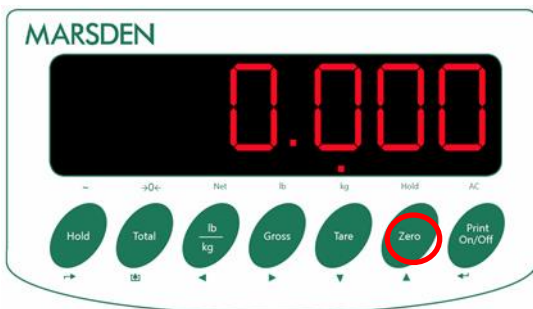 MARSDEN
0.000
~ →0← Net lb kg Hold AC
Hold Total lb/kg Gross Tare Zero Print On/Off